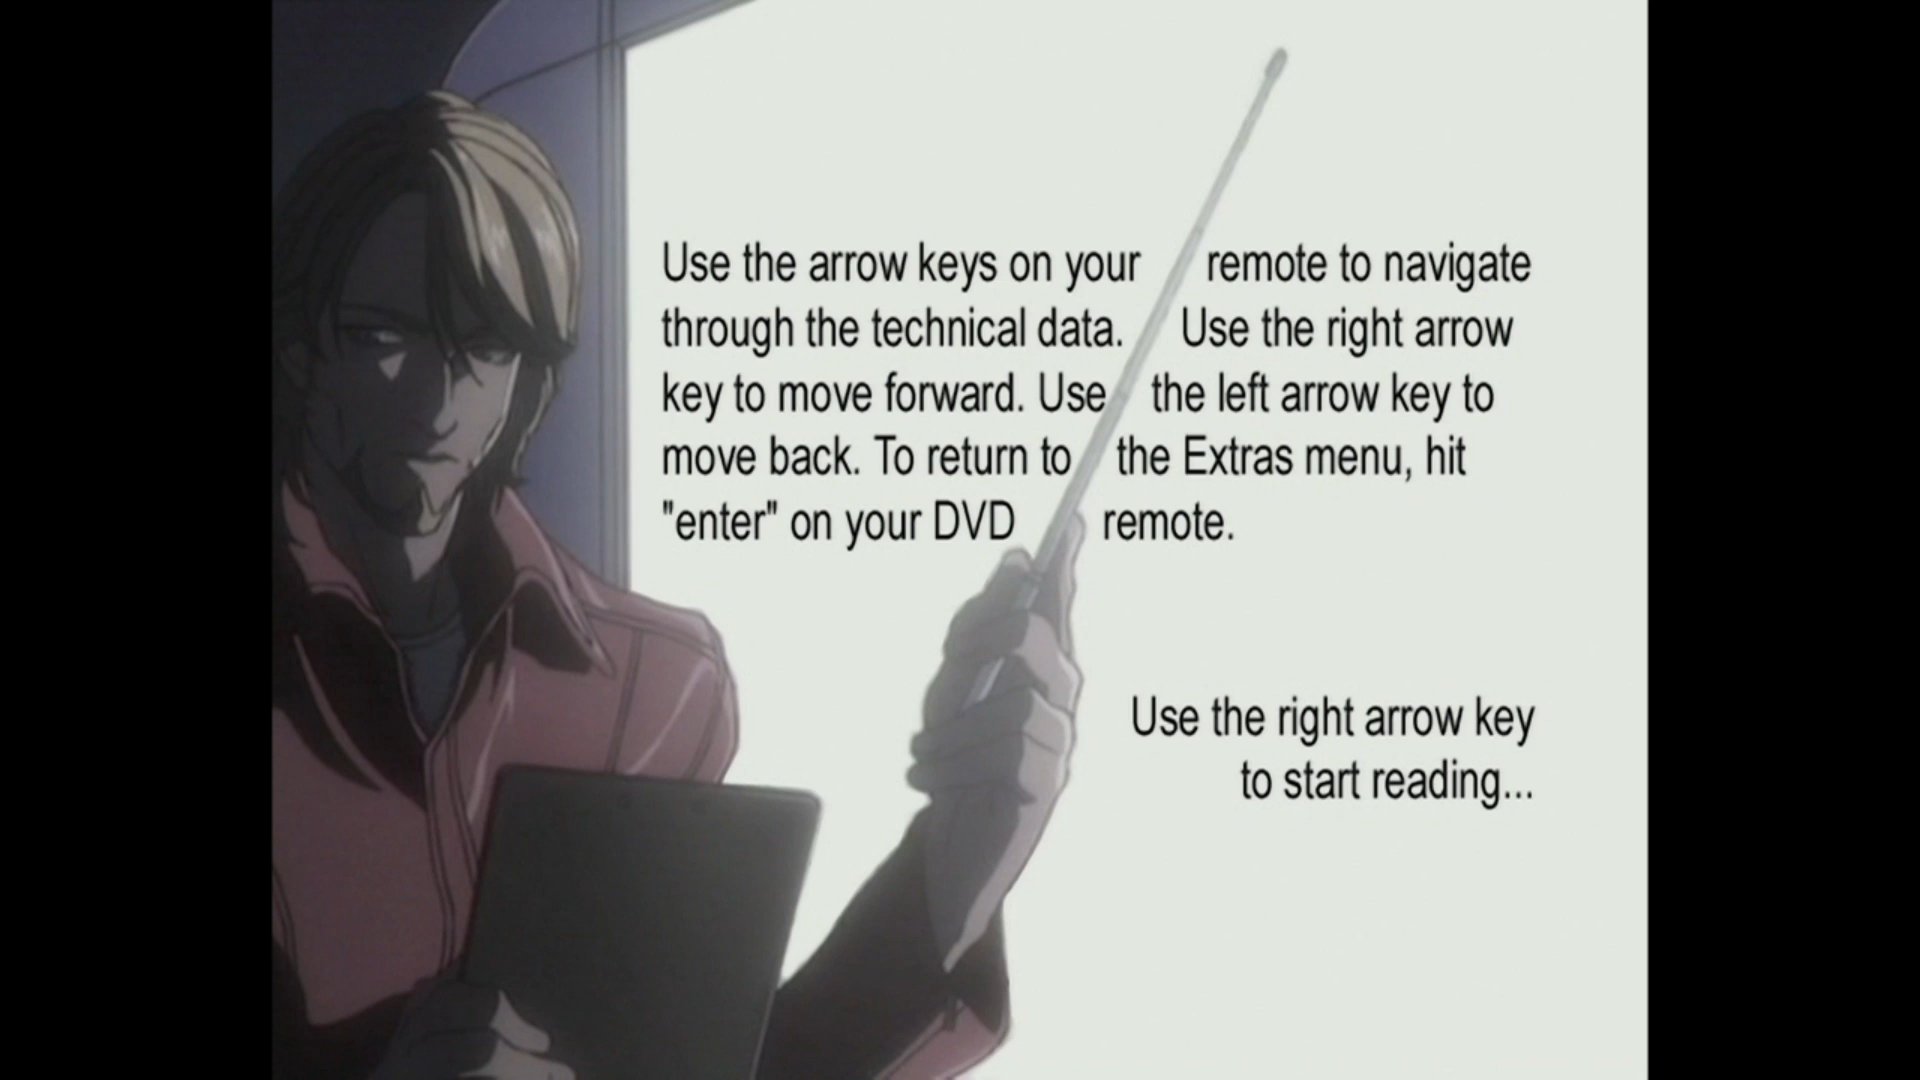 Use the arrow keys on your remote to navigate
through the technical data. Use the right arrow
key to move forward. Use the left arrow key to
move back. To return to the Extras menu, hit
"enter" on your DVD remote.
Use the right arrow key
to start reading...